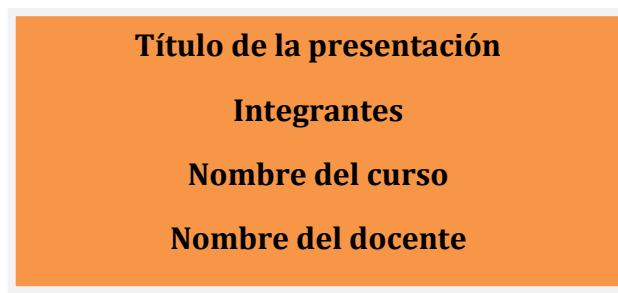 Título de la presentación
Integrantes
Nombre del curso
Nombre del docente